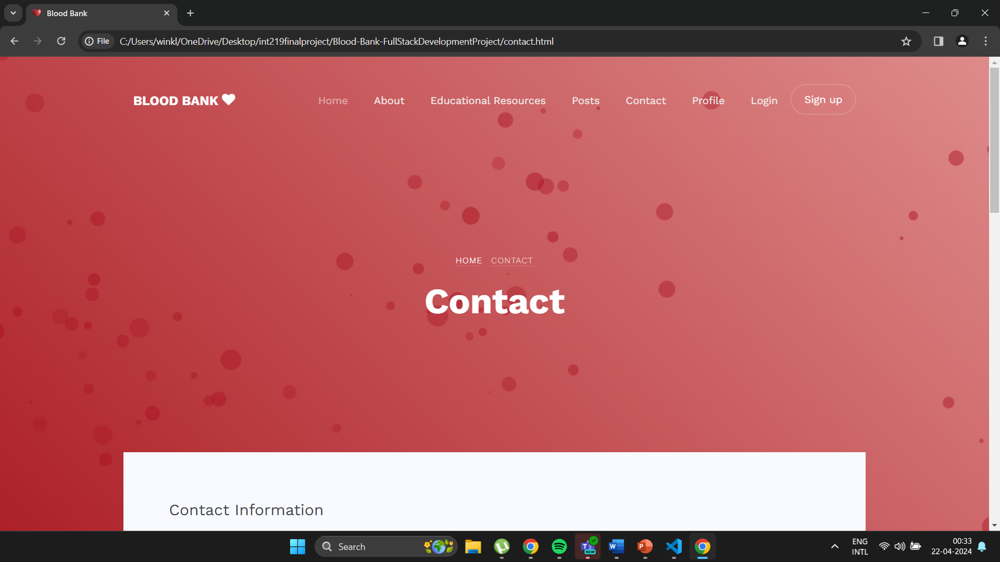 Blood Bank
File C:/Users/winkl/OneDrive/Desktop/int219finalproject/Blood-Bank-FullStackDevelopmentProject/contact.html
BLOOD BANK Home About Educational Resources Posts Contact Profile Login Sign up
HOME CONTACT
Contact
Contact Information
Search
T NEW W P
ENG
INTL
00:33
22-04-2024